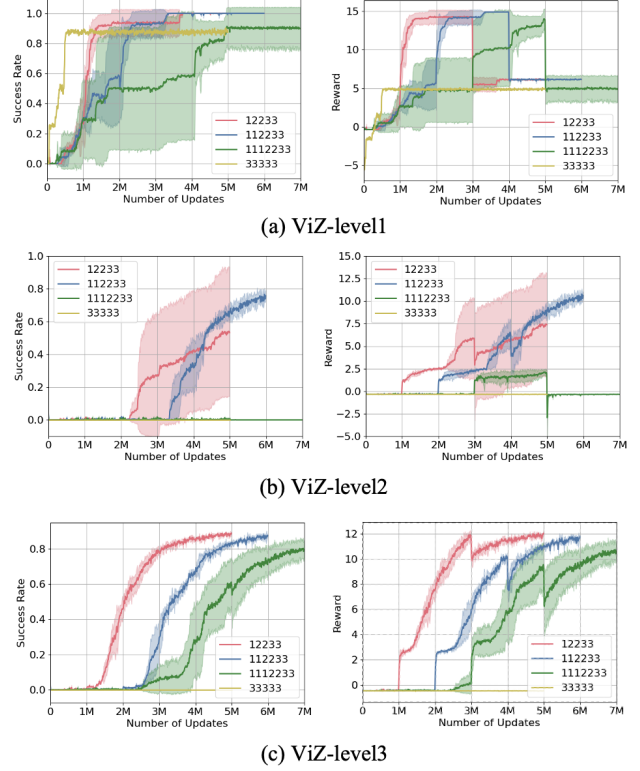 1.0
0.8
0.6
0.4
0.2
0.0
Success Rate
0 1M 2M 3M 4M 5M 6M 7M
Number of Updates
12233
112233
1112233
33333
15
10
5
0
−5
Reward
0 1M 2M 3M 4M 5M 6M 7M
Number of Updates
12233
112233
1112233
33333
(a) ViZ-level1
1.0
0.8
0.6
0.4
0.2
0.0
Success Rate
0 1M 2M 3M 4M 5M 6M 7M
Number of Updates
12233
112233
1112233
33333
15.0
12.5
10.0
7.5
5.0
2.5
0.0
−2.5
5.0
Reward
0 1M 2M 3M 4M 5M 6M 7M
Number of Updates
12233
112233
1112233
33333
(b) ViZ-level2
0.8
0.6
0.4
0.2
0.0
Success Rate
0 1M 2M 3M 4M 5M 6M 7M
Number of Updates
12233
112233
1112233
33333
12
10
8
6
4
2
0
Reward
0 1M 2M 3M 4M 5M 6M 7M
Number of Updates
12233
112233
1112233
33333
(c) ViZ-level3